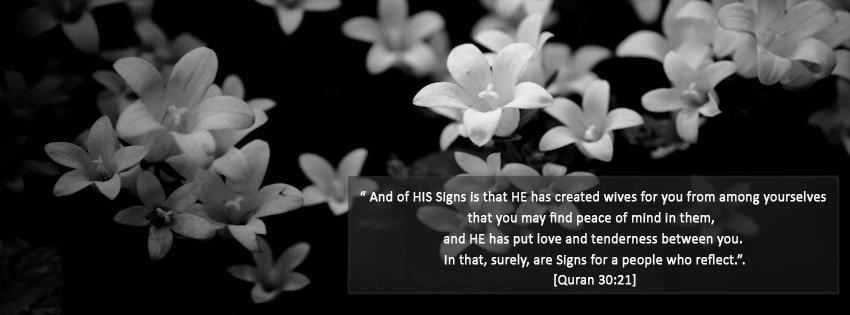 “ And of HIS Signs is that HE has created wives for you from among yourselves
that you may find peace of mind in them,
and HE has put love and tenderness between you.
In that, surely, are Signs for a people who reflect.”.
[Quran 30:21]